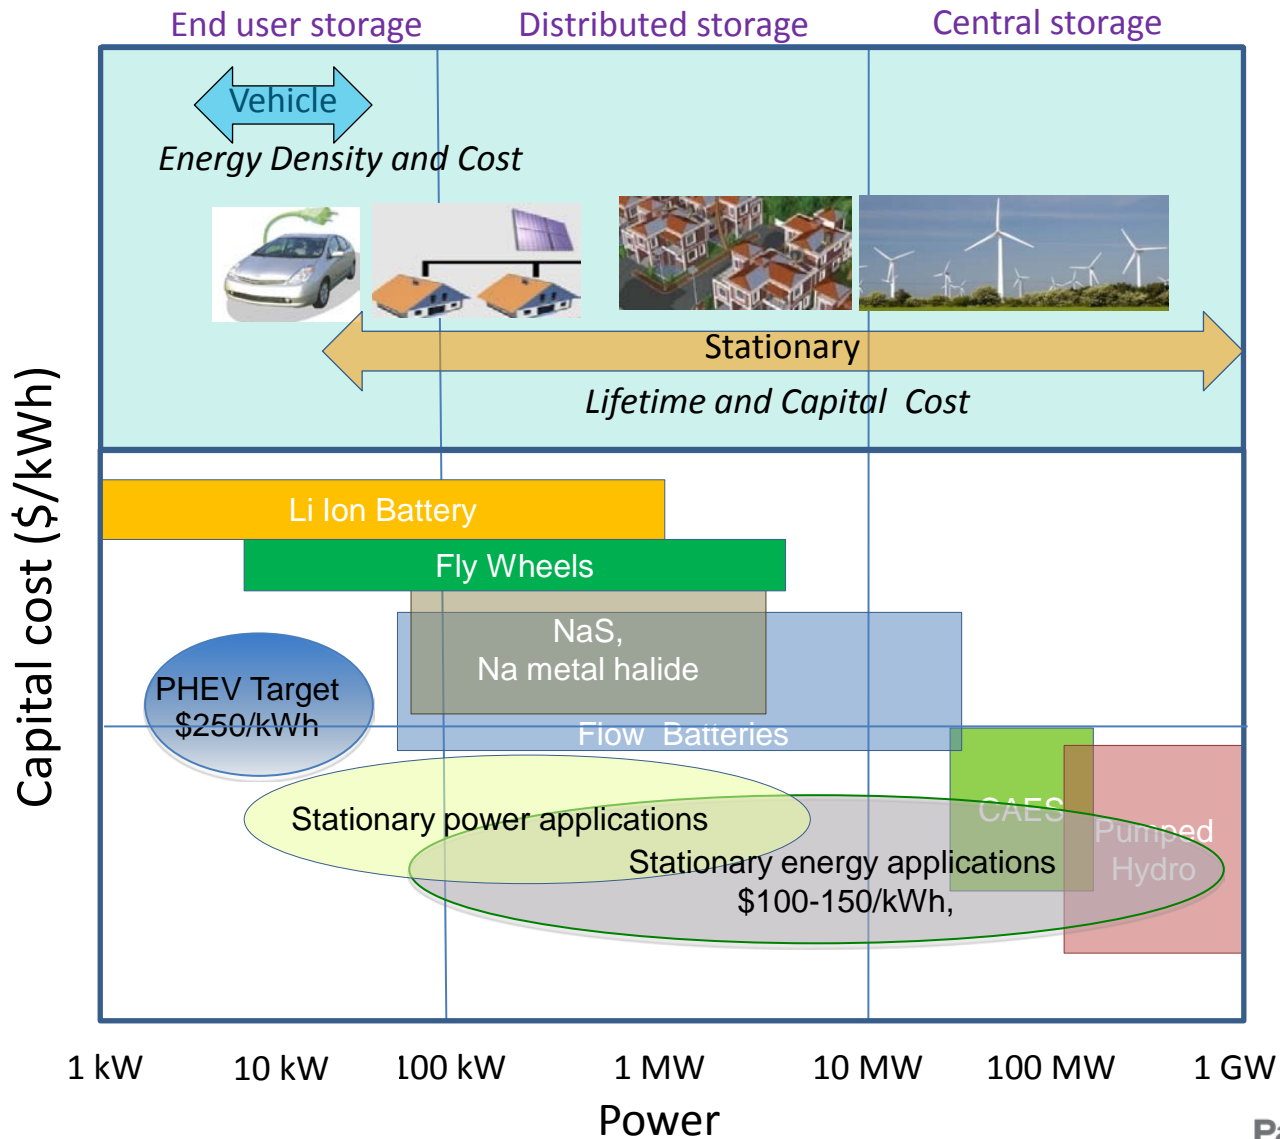 End user storage
Distributed storage
Central storage
Vehicle
Energy Density and Cost
Stationary
Lifetime and Capital Cost
Capital cost ($/kWh)
Li Ion Battery
Fly Wheels
NaS,
Na metal halide
PHEV Target
$250/kWh
Flow Batteries
Stationary power applications
CAES
Pumped
Hydro
Stationary energy applications
$100-150/kWh,
1 kW
10 kW
100 kW
1 MW
10 MW
100 MW
1 GW
Power